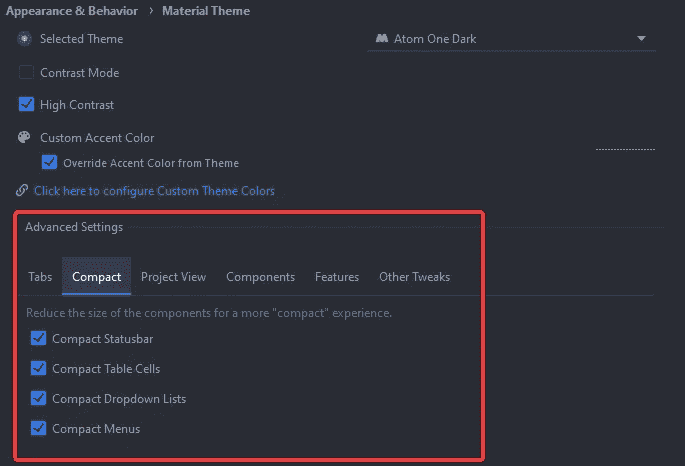 Appearance & Behavior › Material Theme
Selected Theme Atom One Dark
Contrast Mode
High Contrast
Custom Accent Color
Override Accent Color from Theme
Click here to configure Custom Theme Colors
Advanced Settings
Tabs Compact Project View Components Features Other Tweaks
Reduce the size of the components for a more "compact" experience.
Compact Statusbar
Compact Table Cells
Compact Dropdown Lists
Compact Menus